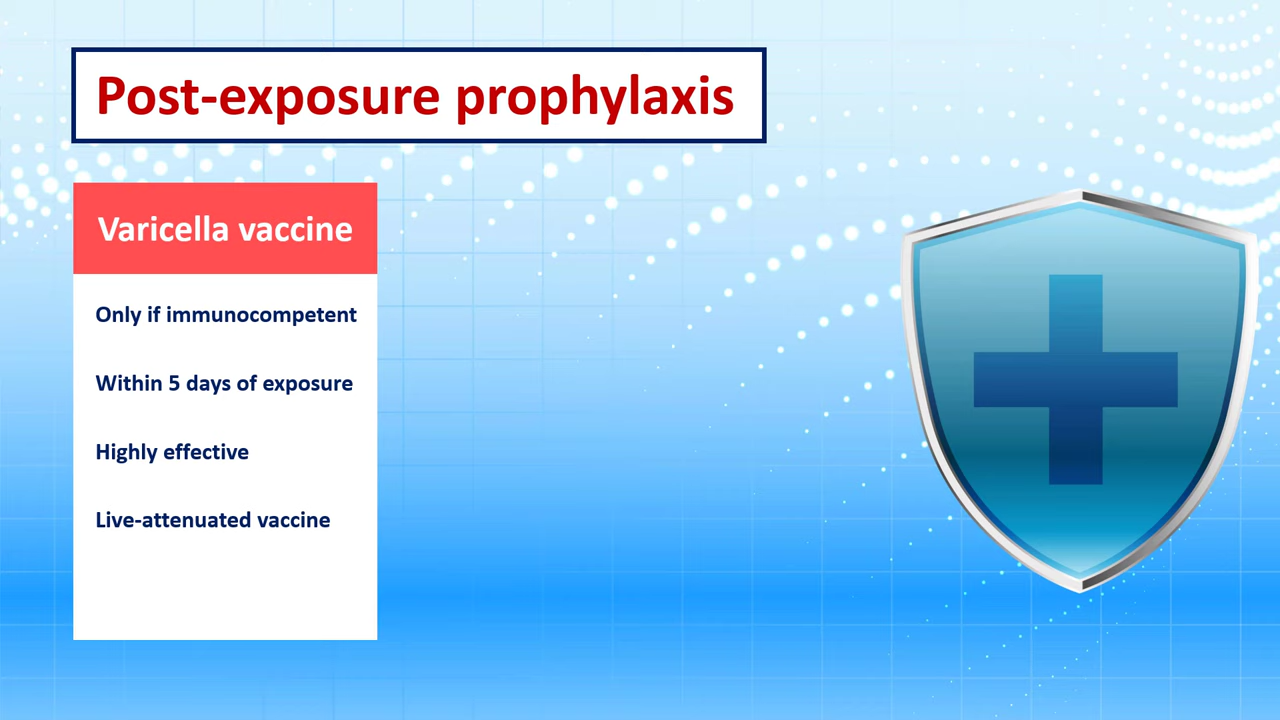 Post-exposure prophylaxis
Varicella vaccine
Only if immunocompetent
Within 5 days of exposure
Highly effective
Live-attenuated vaccine